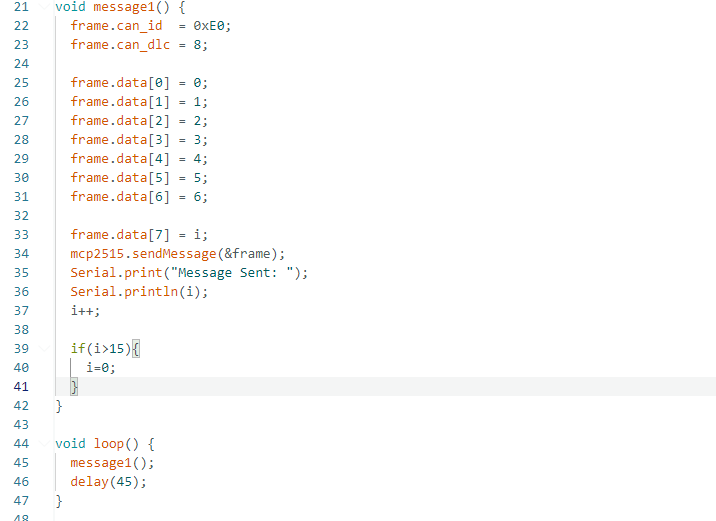 21 void message1() {
22 frame.can_id  = 0xE0;
23 frame.can_dlc = 8;
24
25 frame.data[0] = 0;
26 frame.data[1] = 1;
27 frame.data[2] = 2;
28 frame.data[3] = 3;
29 frame.data[4] = 4;
30 frame.data[5] = 5;
31 frame.data[6] = 6;
32
33 frame.data[7] = i;
34 mcp2515.sendMessage(&frame);
35 Serial.print("Message Sent: ");
36 Serial.println(i);
37 i++;
38
39 if(i>15){
40 i=0;
41 }
42 }
43
44 void loop() {
45 message1();
46 delay(45);
47 }
48